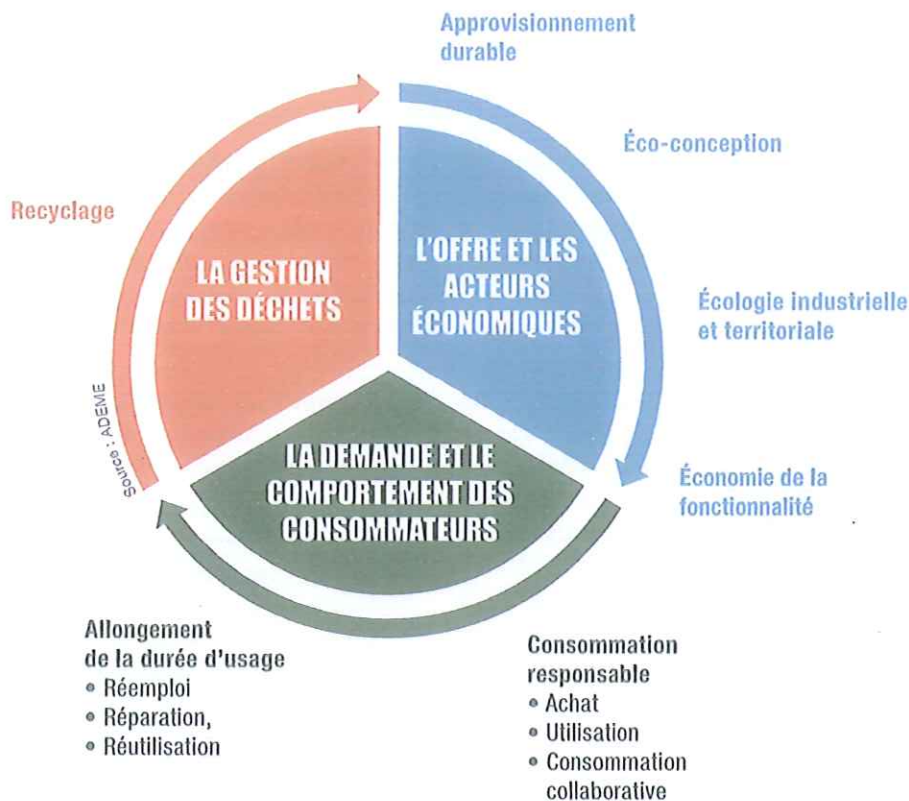 Approvisionnement
durable
Éco-conception
Recyclage
LA GESTION
DES DÉCHETS
L'OFFRE ET LES
ACTEURS
ÉCONOMIQUES
Écologie industrielle
et territoriale
Source : ADEME
LA DEMANDE ET LE
COMPORTEMENT DES
CONSOMMATEURS
Économie de la
fonctionnalité
Allongement
de la durée d'usage
• Réemploi
• Réparation,
• Réutilisation
Consommation
responsable
• Achat
• Utilisation
• Consommation
collaborative